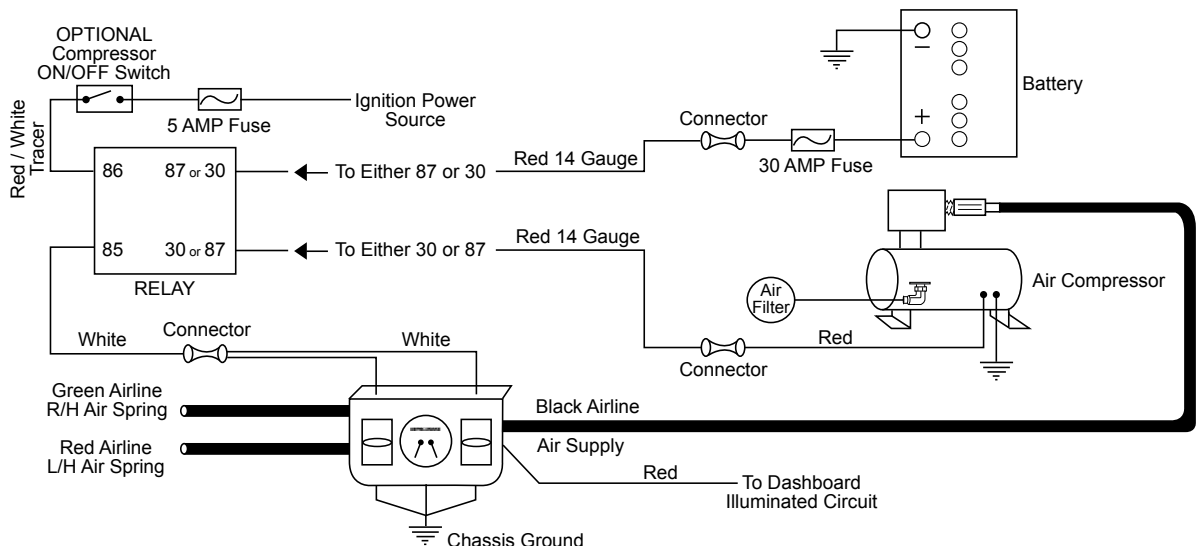 OPTIONAL
Compressor
ON/OFF Switch
5 AMP Fuse
Ignition Power
Source
Red / White
Tracer
Connector
30 AMP Fuse
−
+
Battery
86
87 or 30
To Either 87 or 30
Red 14 Gauge
85
30 or 87
To Either 30 or 87
Red 14 Gauge
RELAY
Air
Filter
Air Compressor
White
Connector
White
Connector
Red
Green Airline
R/H Air Spring
Red Airline
L/H Air Spring
Black Airline
Air Supply
Red
To Dashboard
Illuminated Circuit
Chassis Ground